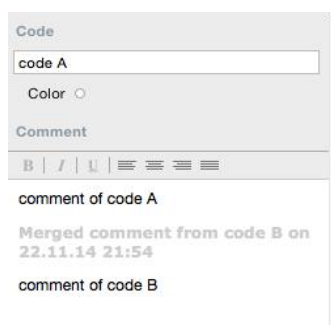 Code
code A
Color
Comment
B | I | U |
comment of code A
Merged comment from code B on
22.11.14 21:54
comment of code B